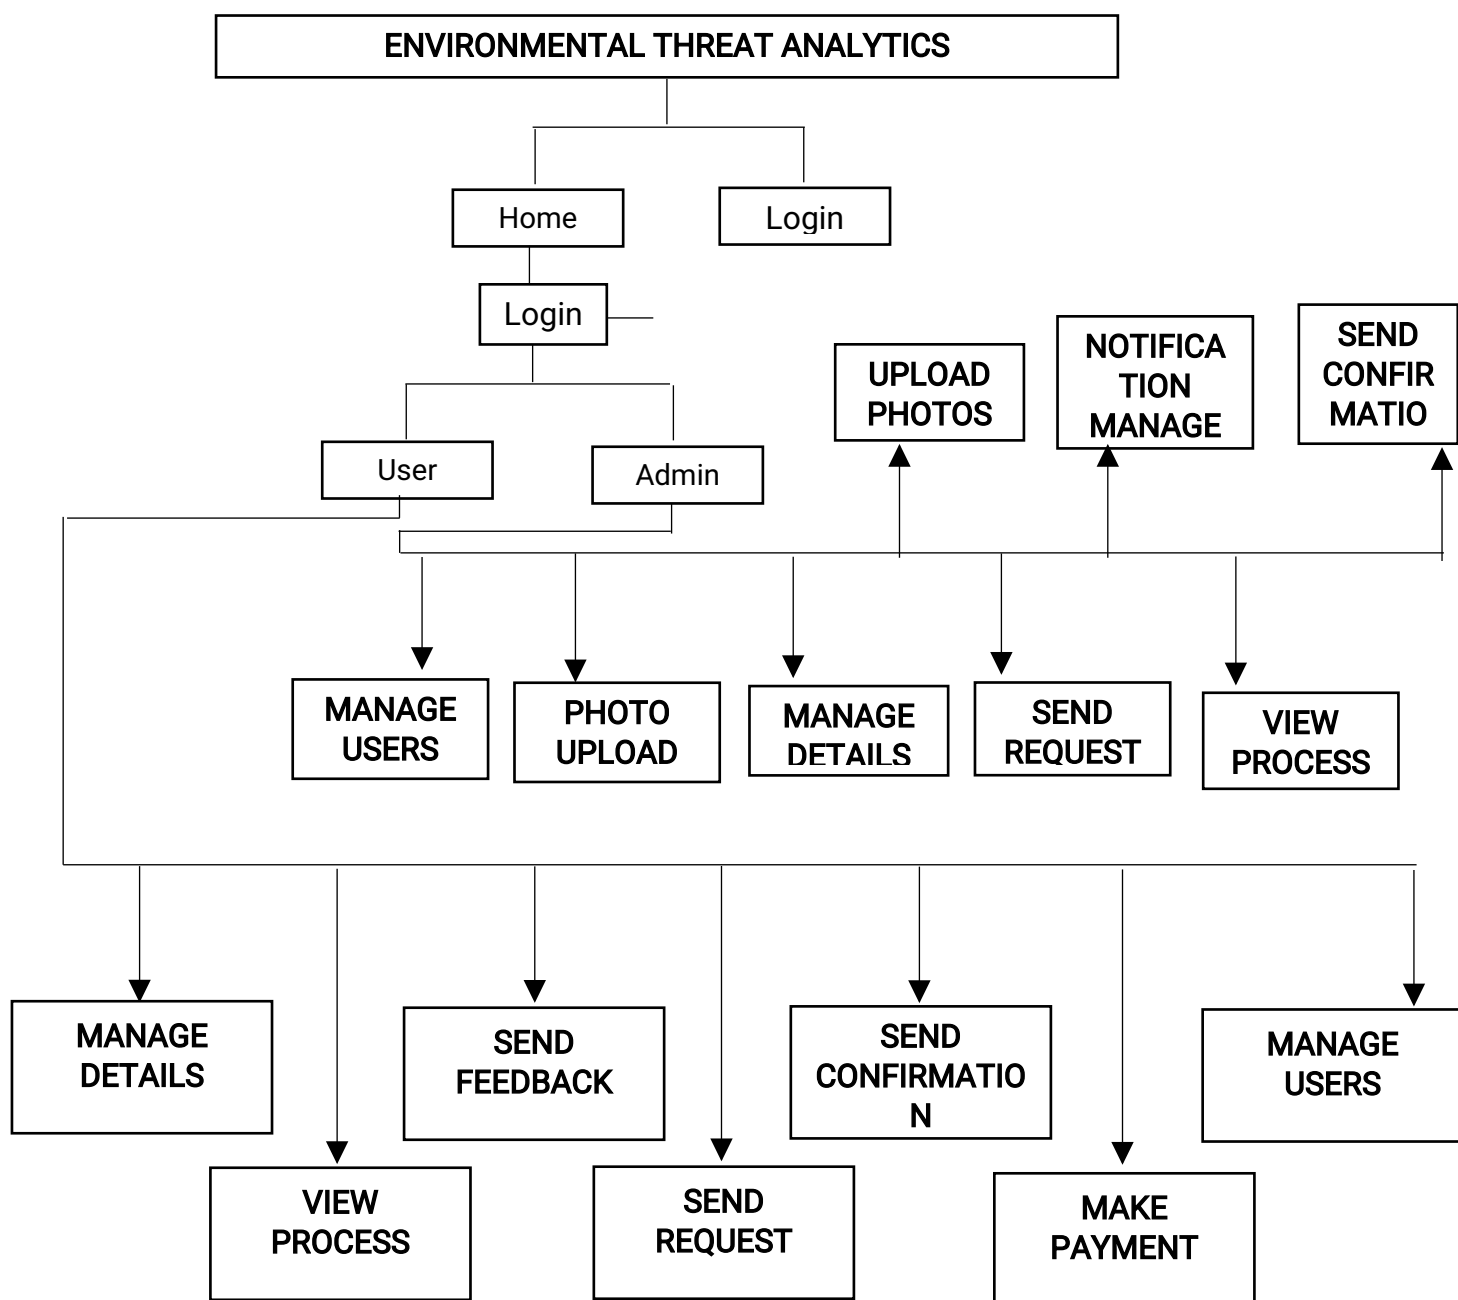 ENVIRONMENTAL THREAT ANALYTICS
Home
Login
Login
UPLOAD
PHOTOS
NOTIFICA
TION
MANAGE
SEND
CONFIR
MATIO
User
Admin
MANAGE
USERS
PHOTO
UPLOAD
MANAGE
DETAILS
SEND
REQUEST
VIEW
PROCESS
MANAGE
DETAILS
SEND
FEEDBACK
SEND
CONFIRMATIO
N
MANAGE
USERS
VIEW
PROCESS
SEND
REQUEST
MAKE
PAYMENT